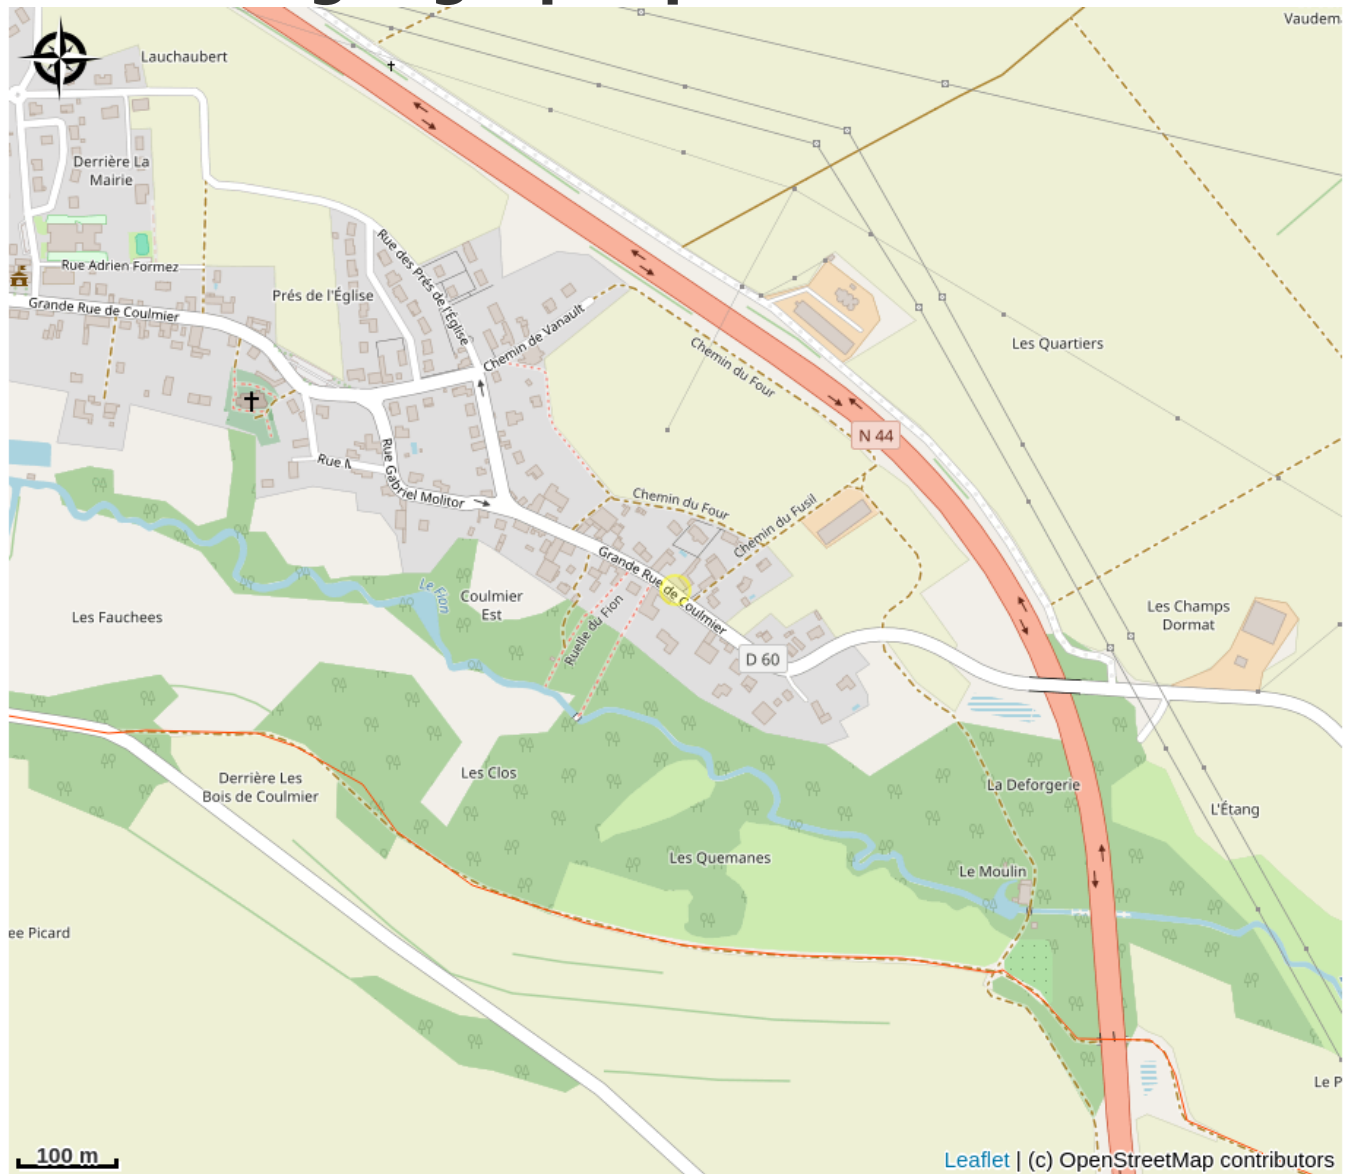 Vaudem
Lauchaubert
Derrière La
Mairie
Rue Adrien Formez
Grande Rue de Coulmier
Prés de l'Église
Rue des Prés de l'Église
Chemin de Vanault
Chemin du Four
Les Quartiers
N 44
Rue Gabriel Molitor
Rue M
Chemin du Four
Chemin du Fusil
Grande Rue de Coulmier
Le Fion
Coulmier
Est
Ruelle du Fion
Les Fauchees
Les Champs
Dormat
D 60
Derrière Les
Bois de Coulmier
Les Clos
La Deforgerie
L'Étang
Les Quemanes
Le Moulin
ee Picard
Le P
100 m
Leaflet | (c) OpenStreetMap contributors